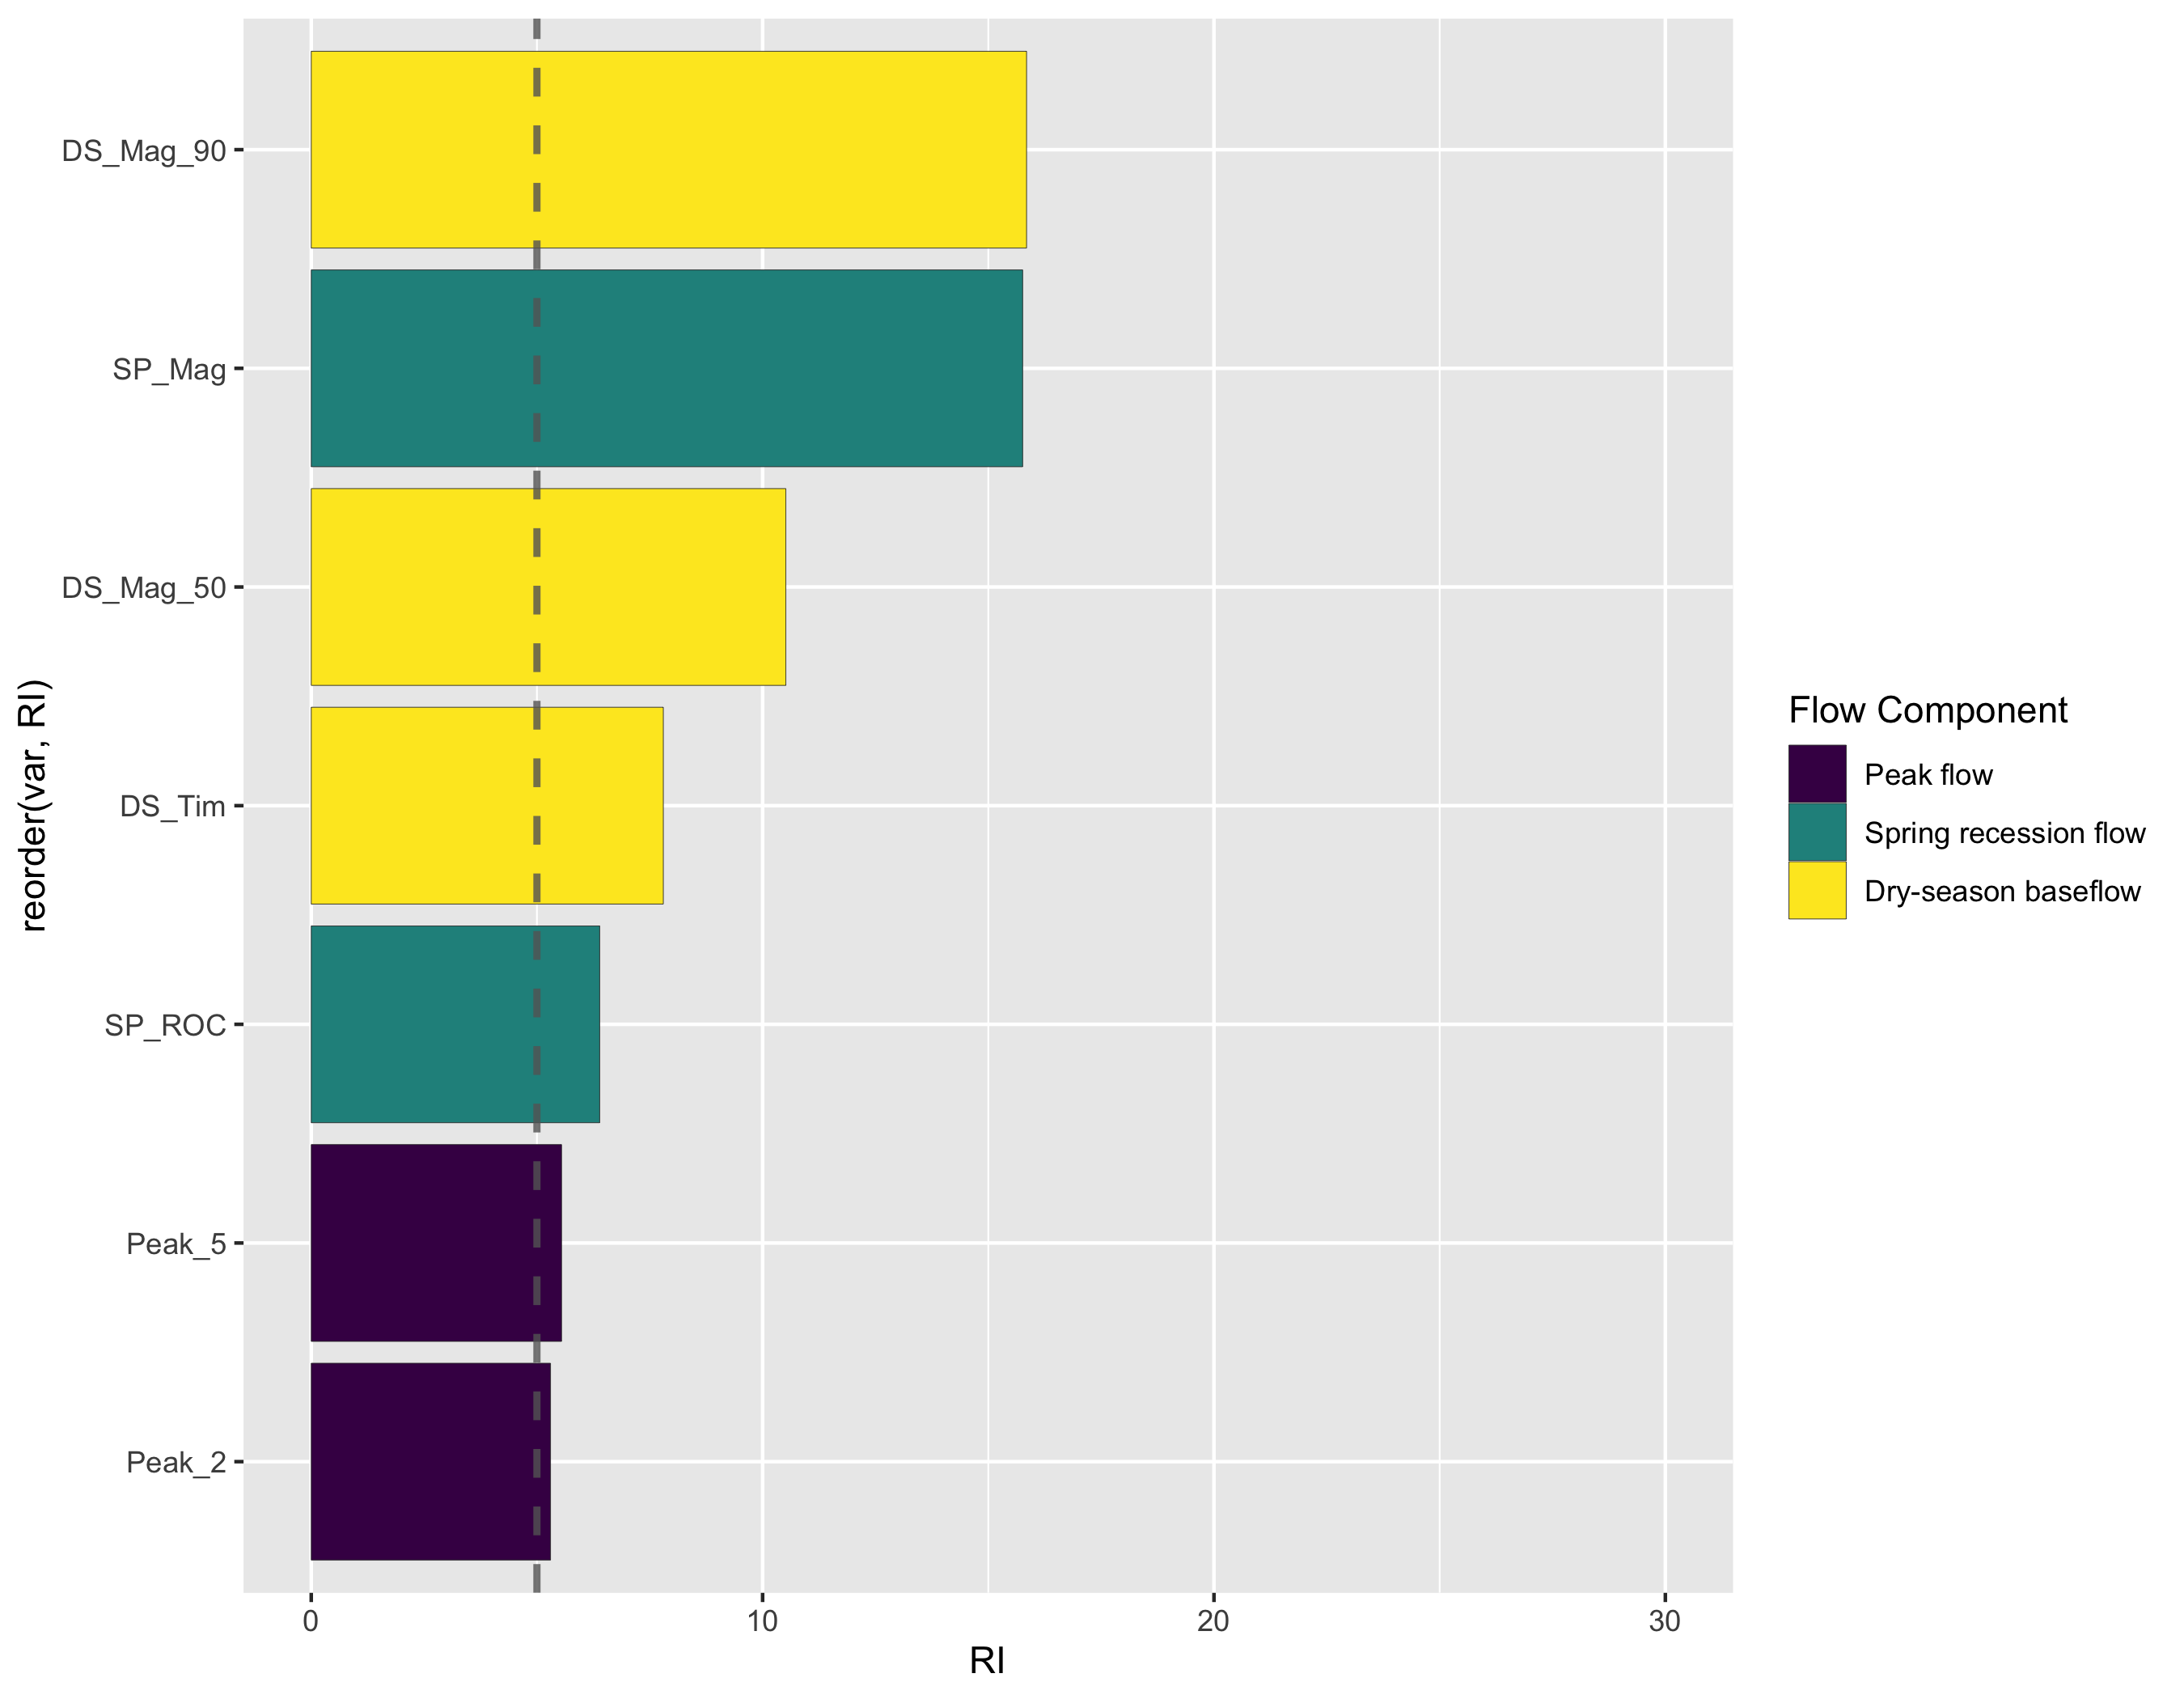 DS_Mag_90
SP_Mag
DS_Mag_50
DS_Tim
SP_ROC
Peak_5
Peak_2
reorder(var, RI)
0 10 20 30
RI
Flow Component
Peak flow
Spring recession flow
Dry-season baseflow